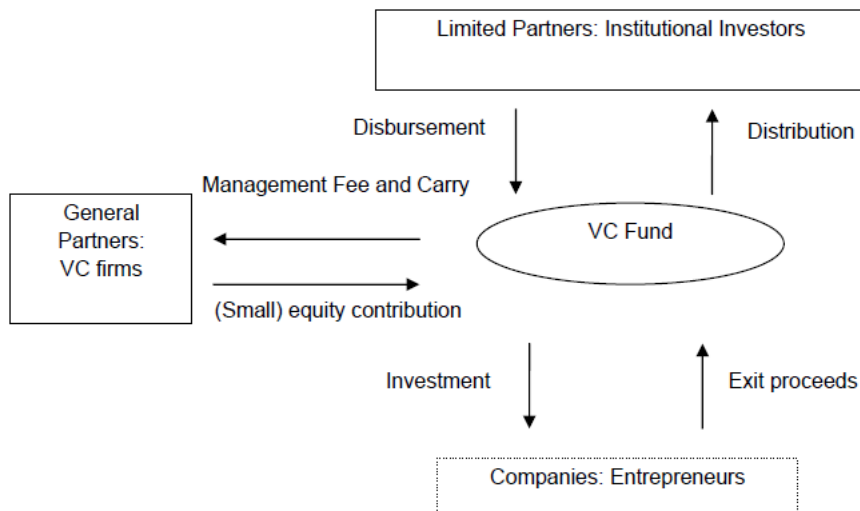 Limited Partners: Institutional Investors
Disbursement
Distribution
Management Fee and Carry
General
Partners:
VC firms
VC Fund
(Small) equity contribution
Investment
Exit proceeds
Companies: Entrepreneurs